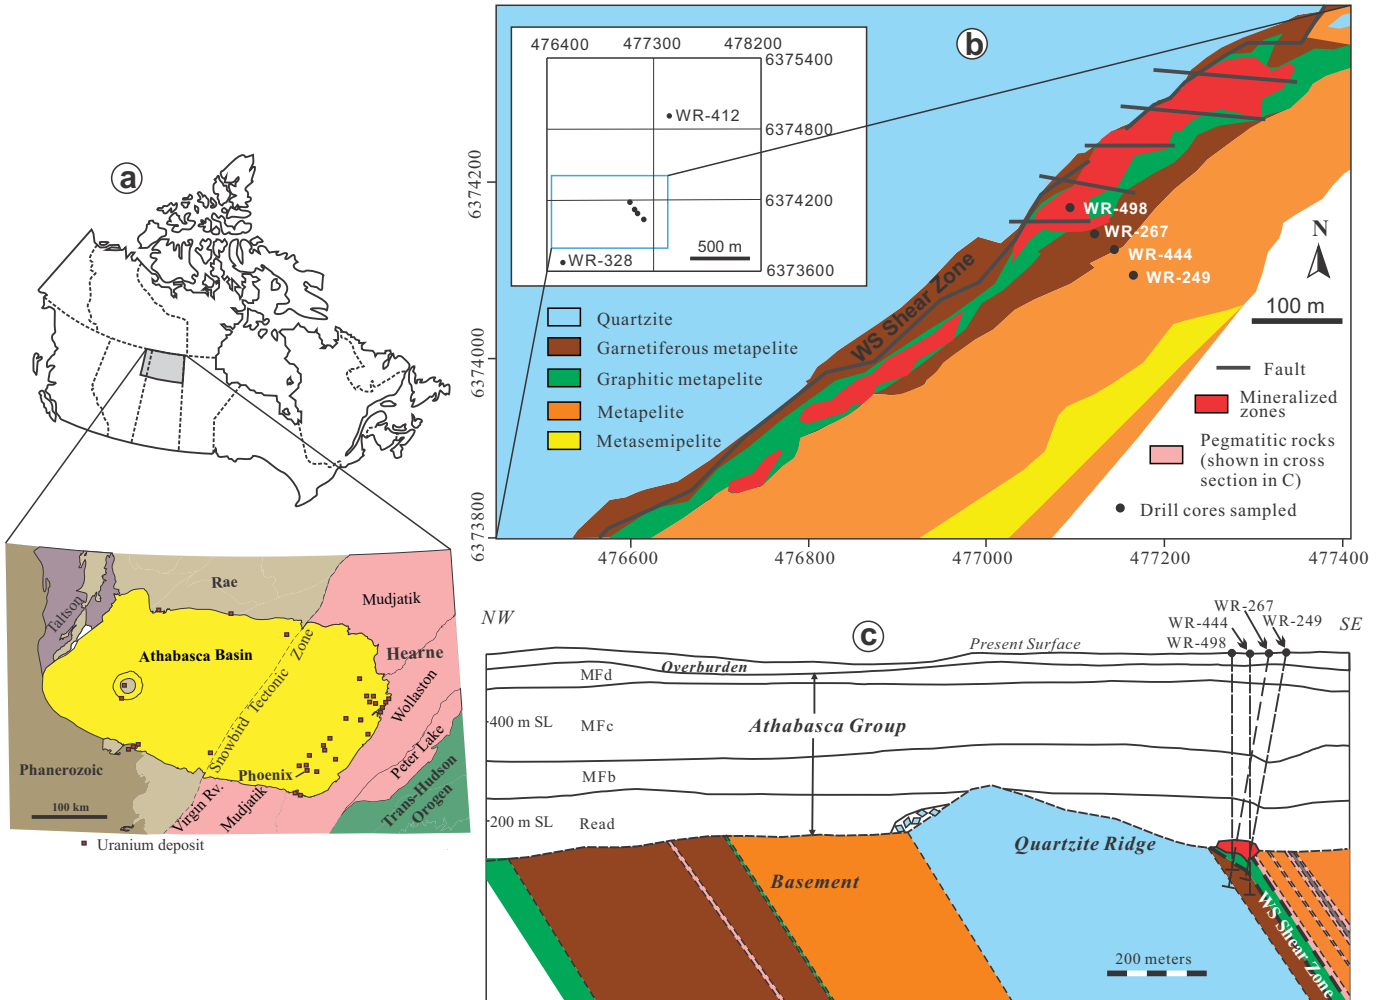 a
Rae
Taltson
Mudjatik
Athabasca Basin
Hearne
Snowbird Tectonic Zone
Wollaston
Peter Lake
Phoenix
Phanerozoic
Virgin Rv.
Mudjatik
Trans-Hudson
Orogen
100 km
Uranium deposit
b
476400 477300 478200
6375400
WR-412
6374800
6374200
500 m
WR-328
6373600
6374200
6374000
6373800
WR-498
WR-267
WR-444
WR-249
WS Shear Zone
N
100 m
Quartzite
Garnetiferous metapelite
Graphitic metapelite
Metapelite
Metasemipelite
Fault
Mineralized
zones
Pegmatitic rocks
(shown in cross
section in C)
Drill cores sampled
476600 476800 477000 477200 477400
c
NW
SE
WR-267
WR-444 WR-249
WR-498
Present Surface
Overburden
MFd
400 m SL
MFc
Athabasca Group
MFb
200 m SL
Read
Quartzite Ridge
Basement
WS Shear Zone
200 meters